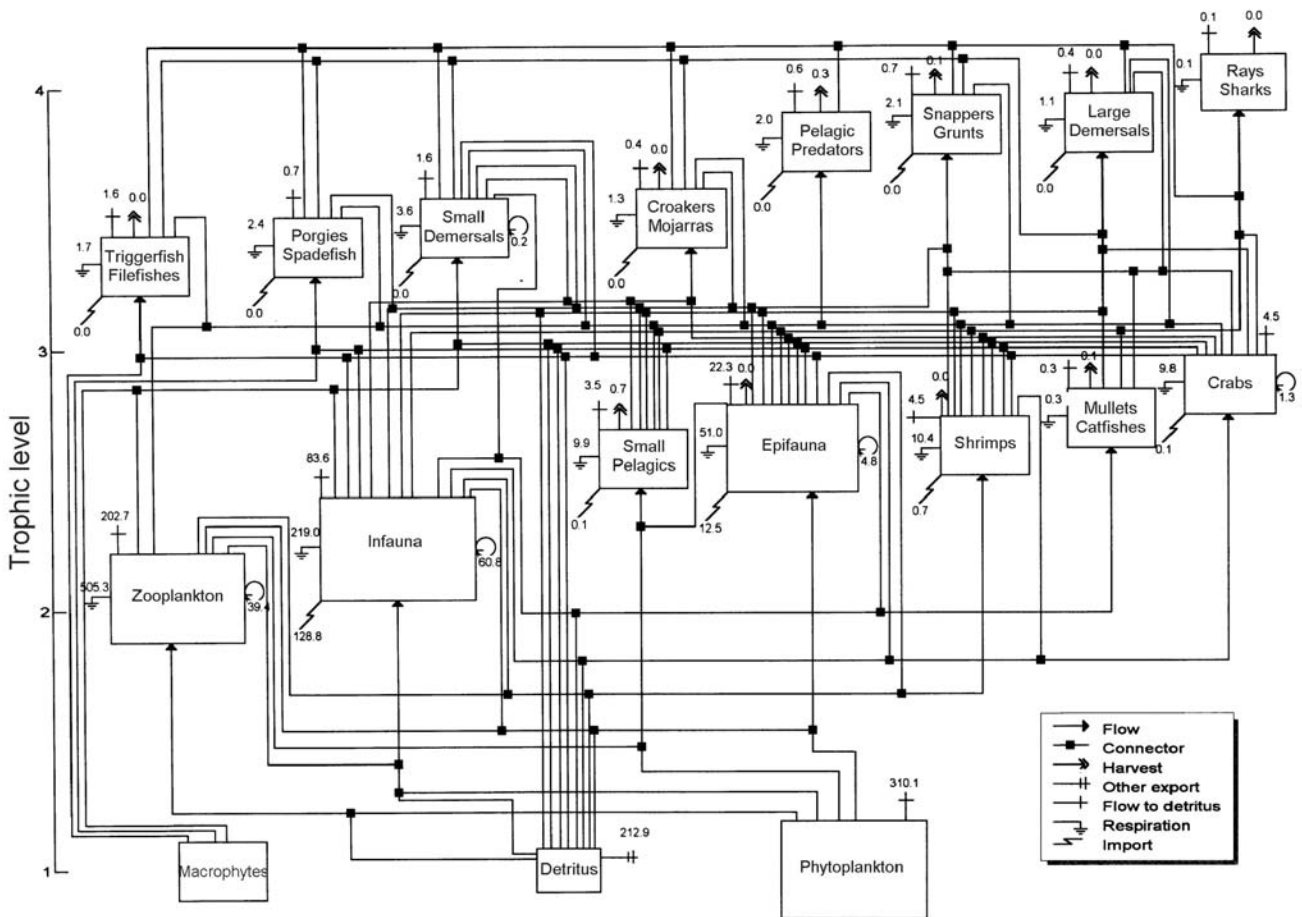 0.1
0.0
0.1
Rays
Sharks
4
0.6
0.3
2.0
Pelagic
Predators
0.0
0.7
0.1
2.1
Snappers
Grunts
0.0
0.4
0.0
1.1
Large
Demersals
0.0
1.6
0.0
1.7
Triggerfish
Filefishes
0.0
0.7
2.4
Porgies
Spadefish
0.0
1.6
3.6
Small
Demersals
0.2
0.0
0.4
0.0
1.3
Croakers
Mojarras
0.0
3
Trophic level
3.5
0.7
9.9
Small
Pelagics
0.1
22.3
0.0
51.0
Epifauna
4.8
12.5
0.0
4.5
10.4
Shrimps
0.7
0.3
0.1
0.3
Mullets
Catfishes
4.5
9.8
Crabs
1.3
0.1
202.7
505.3
Zooplankton
39.4
83.6
219.0
Infauna
60.8
128.8
2
1
Macrophytes
Detritus
212.9
310.1
Phytoplankton
Flow
Connector
Harvest
Other export
Flow to detritus
Respiration
Import